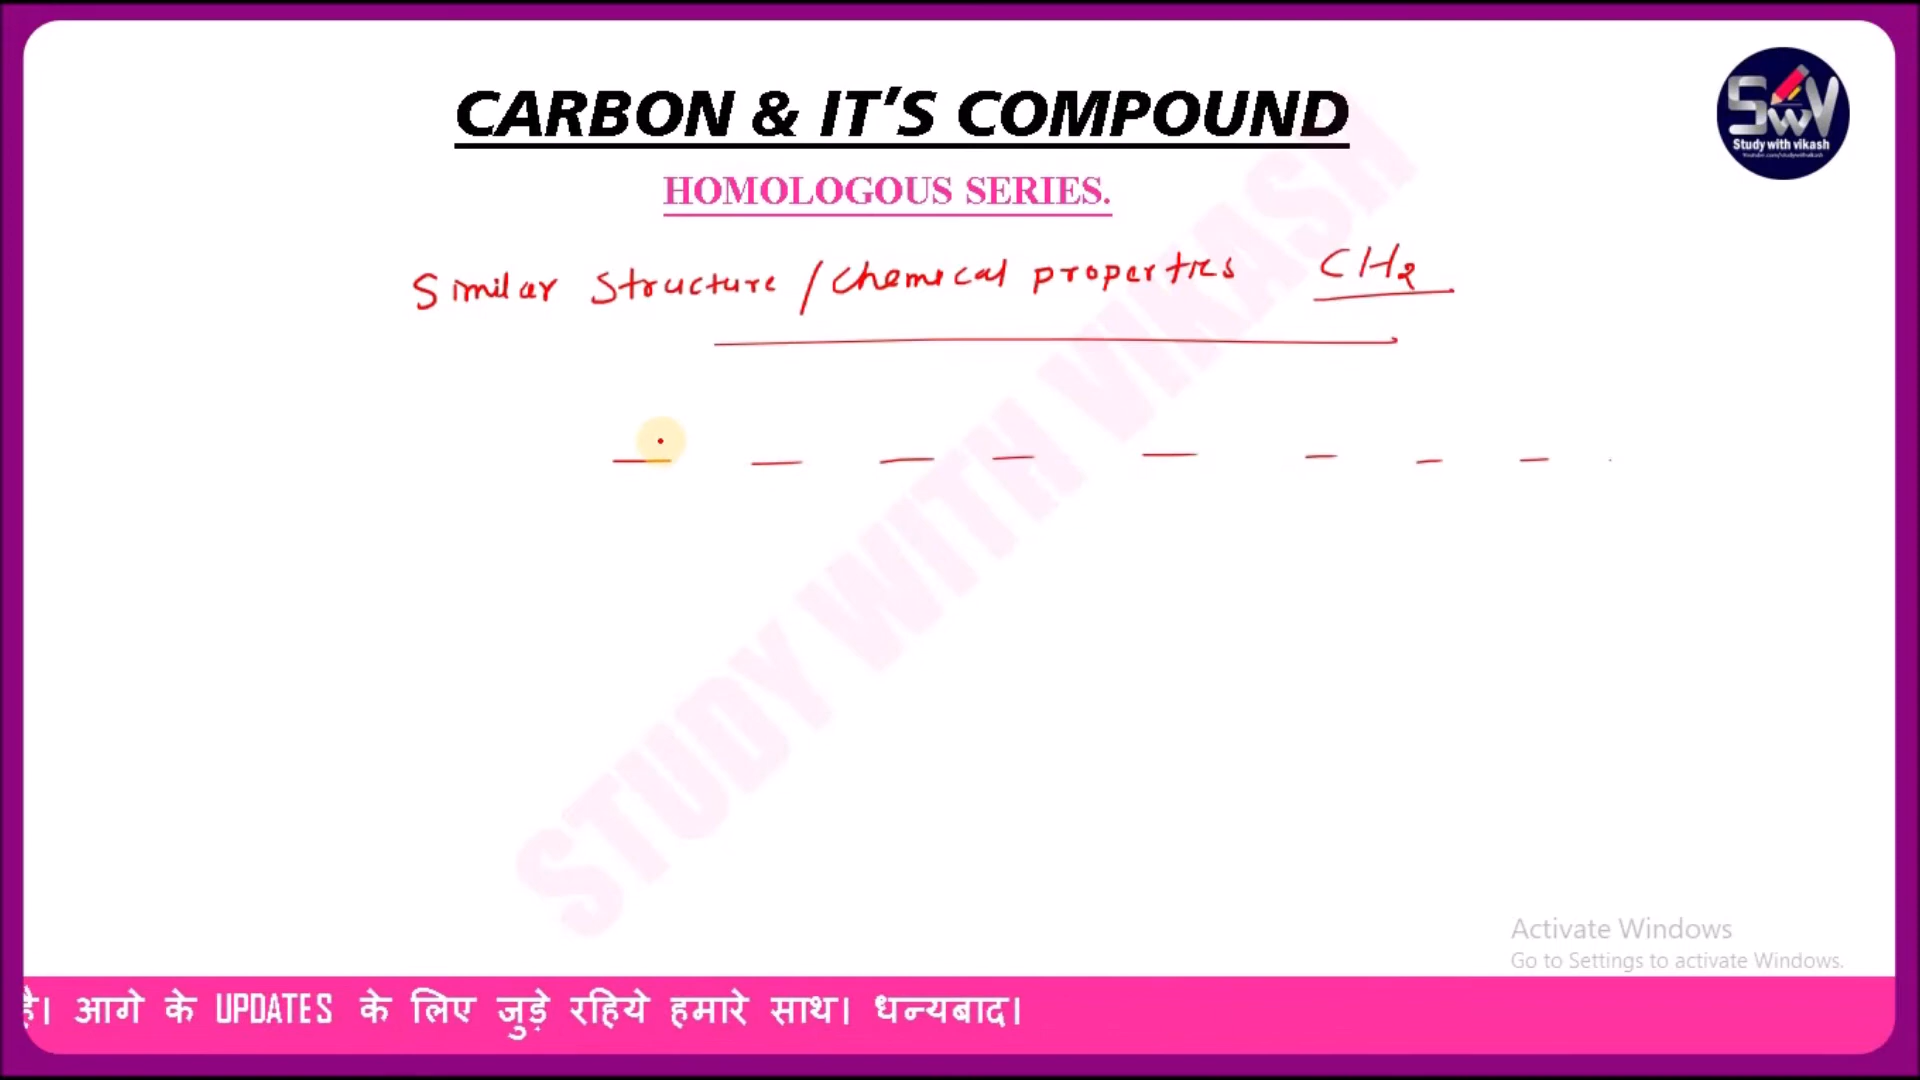 CARBON & IT'S COMPOUND
SWV
Study with vikash
HOMOLOGOUS SERIES.
Similar structure / chemical properties CH₂
STUDY WITH VIKASH
Activate Windows
Go to Settings to activate Windows.
है। आगे के UPDATES के लिए जुड़े रहिये हमारे साथ। धन्यबाद।